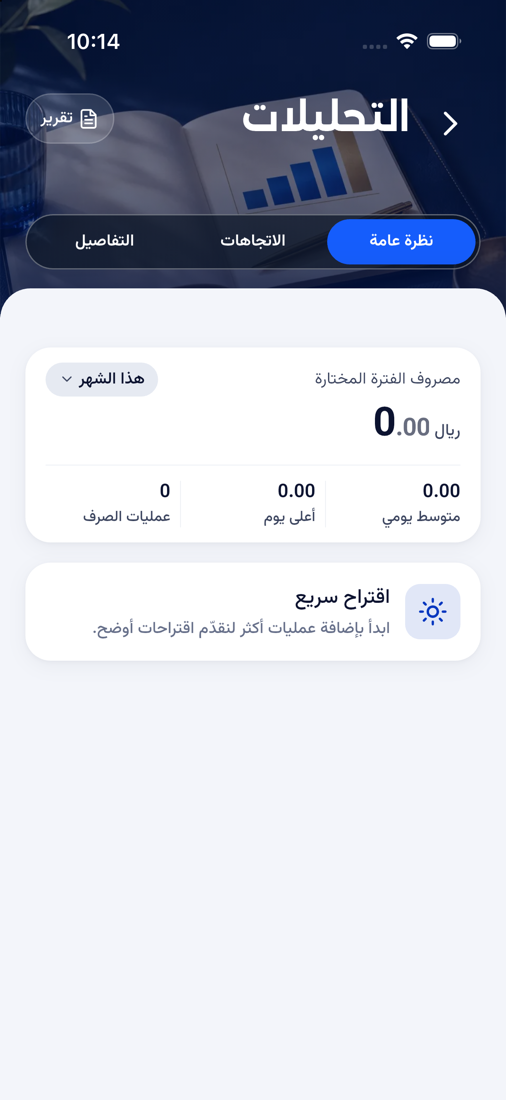 10:14
التحليلات
تقرير
نظرة عامة
الاتجاهات
التفاصيل
مصروف الفترة المختارة
هذا الشهر
0.00 ريال
0.00
متوسط يومي
0.00
أعلى يوم
0
عمليات الصرف
اقتراح سريع
ابدأ بإضافة عمليات أكثر لنقدّم اقتراحات أوضح.